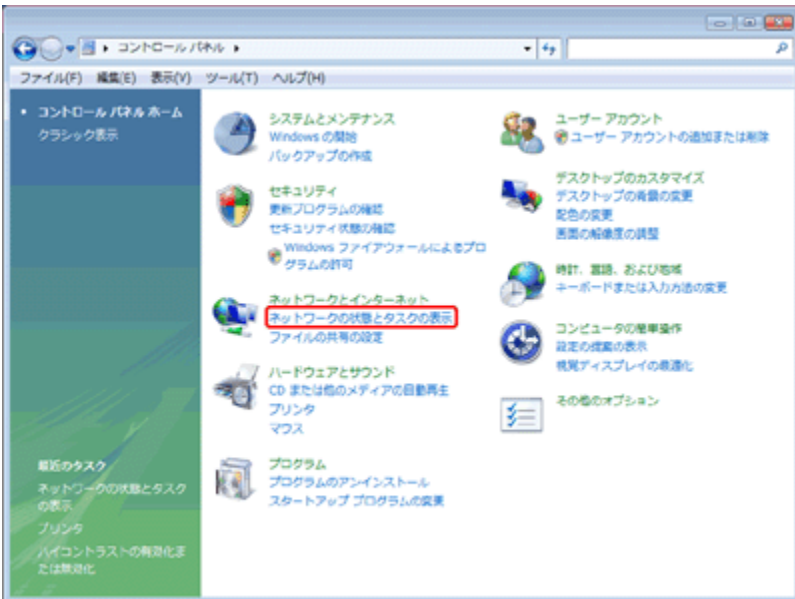 コントロール パネル
ファイル(F) 編集(E) 表示(V) ツール(T) ヘルプ(H)
コントロール パネル ホーム
クラシック表示
システムとメンテナンス
Windows の開始
バックアップの作成
セキュリティ
更新プログラムの確認
セキュリティ状態の確認
Windows ファイアウォールによるプロ
グラムの許可
ネットワークとインターネット
ネットワークの状態とタスクの表示
ファイルの共有の設定
ハードウェアとサウンド
CD または他のメディアの自動再生
プリンタ
マウス
プログラム
プログラムのアンインストール
スタートアップ プログラムの変更
ユーザー アカウント
ユーザー アカウントの追加または削除
デスクトップのカスタマイズ
デスクトップの背景の変更
配色の変更
画面の解像度の調整
時計、言語、および地域
キーボードまたは入力方法の変更
コンピュータの簡単操作
設定の提案の表示
視覚ディスプレイの最適化
その他のオプション
最近のタスク
ネットワークの状態とタスク
の表示
プリンタ
ハイコントラストの有効化ま
たは無効化